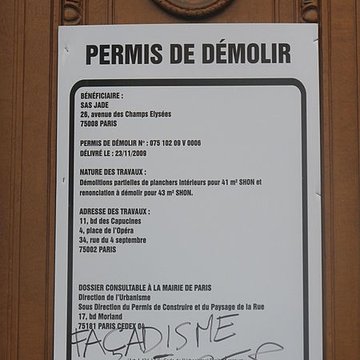 PERMIS DE DÉMOLIR
BÉNÉFICIAIRE :
SAS JADE
26, avenue des Champs Elysées
75008 PARIS
PERMIS DE DÉMOLIR N° : 075 102 09 V 0006
DÉLIVRÉ LE : 23/11/2009
NATURE DES TRAVAUX :
Démolitions partielles de planchers intérieurs pour 41 m² SHON et
renonciation à démolir pour 43 m² SHON.
ADRESSE DES TRAVAUX :
11, bd des Capucines
4, place de l'Opéra
34, rue du 4 septembre
75002 PARIS
DOSSIER CONSULTABLE À LA MAIRIE DE PARIS
Direction de l'Urbanisme
Sous Direction du Permis de Construire et du Paysage de la Rue
17, bd Morland
75181 PARIS CEDEX 04
FAÇADISME